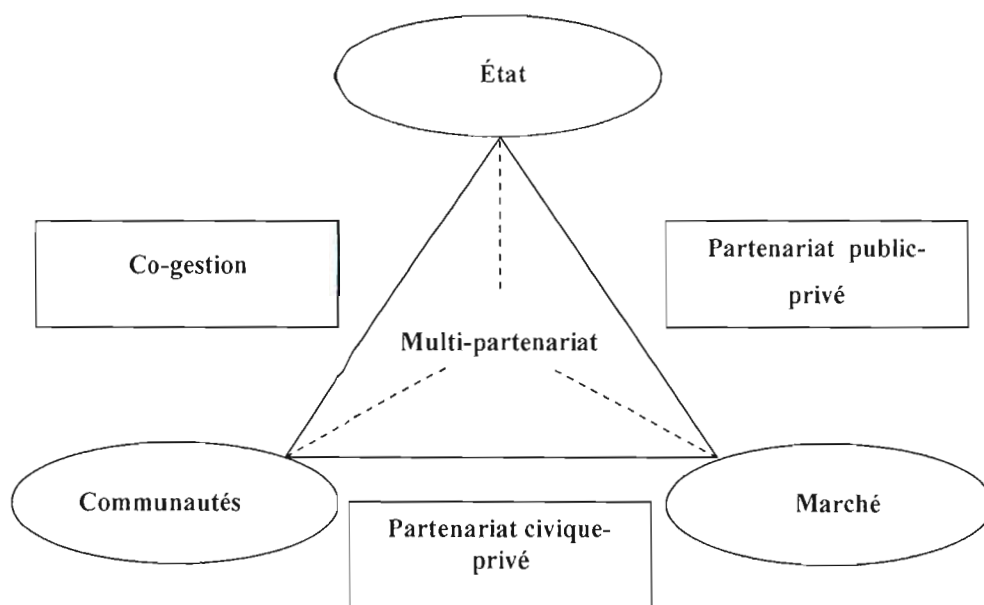 État
Co-gestion
Partenariat public-
privé
Multi-partenariat
Communautés
Marché
Partenariat civique-
privé